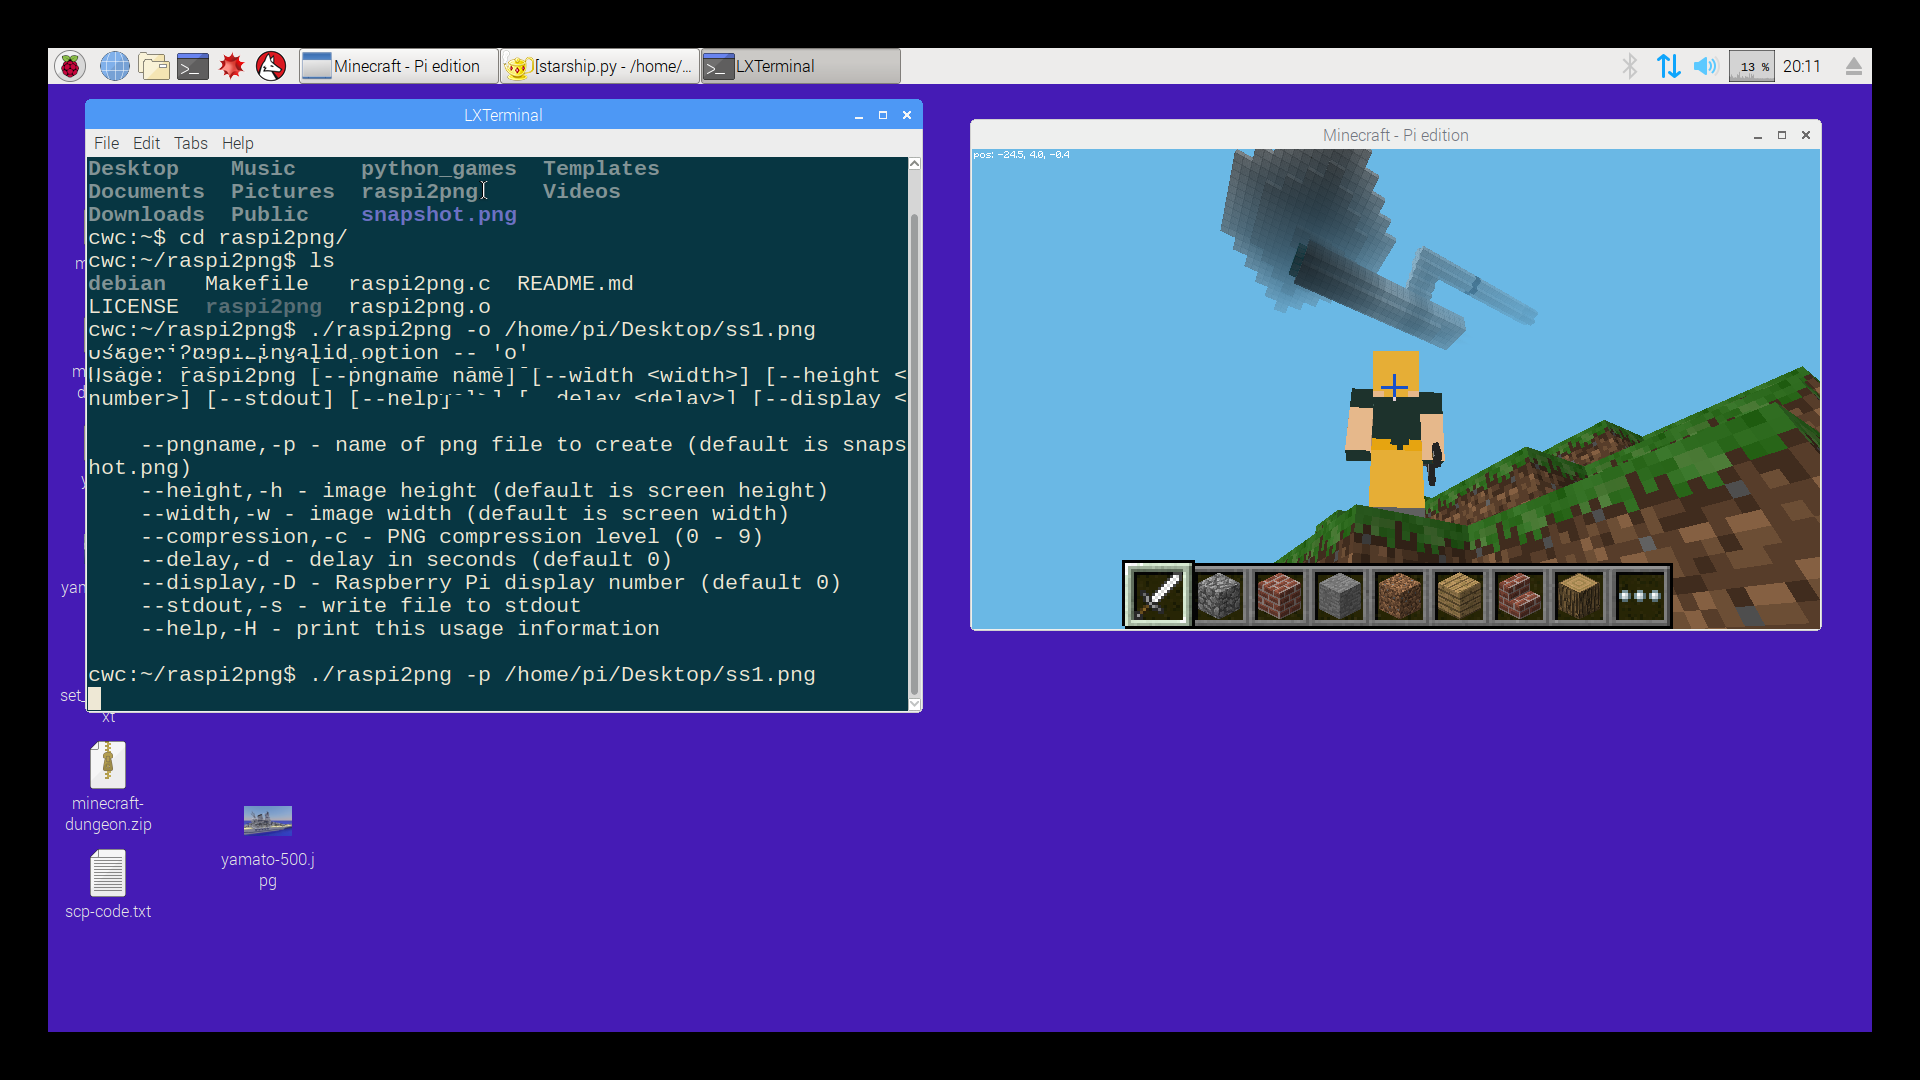 Minecraft - Pi edition
[starship.py - /home/...
LXTerminal
13 %
20:11
LXTerminal
File Edit Tabs Help
Desktop Music python_games Templates
Documents Pictures raspi2png Videos
Downloads Public snapshot.png
cwc:~$ cd raspi2png/
cwc:~/raspi2png$ ls
debian Makefile raspi2png.c README.md
LICENSE raspi2png raspi2png.o
cwc:~/raspi2png$ ./raspi2png -o /home/pi/Desktop/ss1.png
invalid option -- 'o'
Usage: raspi2png [--pngname name] [--width <width>] [--height <
number>] [--stdout] [--help] [--delay <delay>] [--display <
--pngname,-p - name of png file to create (default is snaps
hot.png)
--height,-h - image height (default is screen height)
--width,-w - image width (default is screen width)
--compression,-c - PNG compression level (0 - 9)
--delay,-d - delay in seconds (default 0)
--display,-D - Raspberry Pi display number (default 0)
--stdout,-s - write file to stdout
--help,-H - print this usage information
cwc:~/raspi2png$ ./raspi2png -p /home/pi/Desktop/ss1.png
Minecraft - Pi edition
pos: -24.5, 4.0, -0.4
m
m
d
y
yam
set_
xt
minecraft-
dungeon.zip
scp-code.txt
yamato-500.j
pg